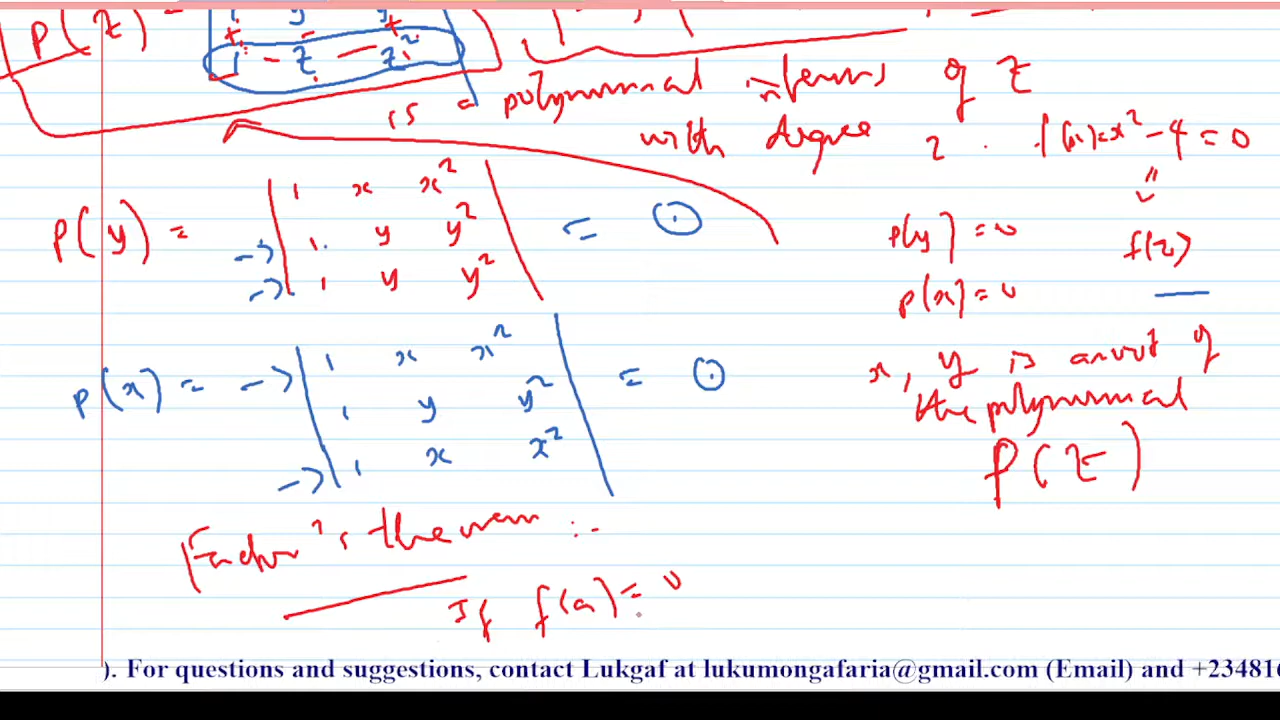 P(z) =
1 - z - z²
is a polynomial in terms of z
with degree 2. f(x)=x²-4=0
P(y) = | 1 x x² | = 0
1 y y²
1 y y²
p(y) = 0
f(2)
p(x) = 0
P(x) = | 1 x x² | = 0
1 y y²
1 x x²
x, y is a root of
the polynomial
P(z)
Factor's theorem :-
If f(a) = 0
). For questions and suggestions, contact Lukgaf at lukumongafaria@gmail.com (Email) and +23481